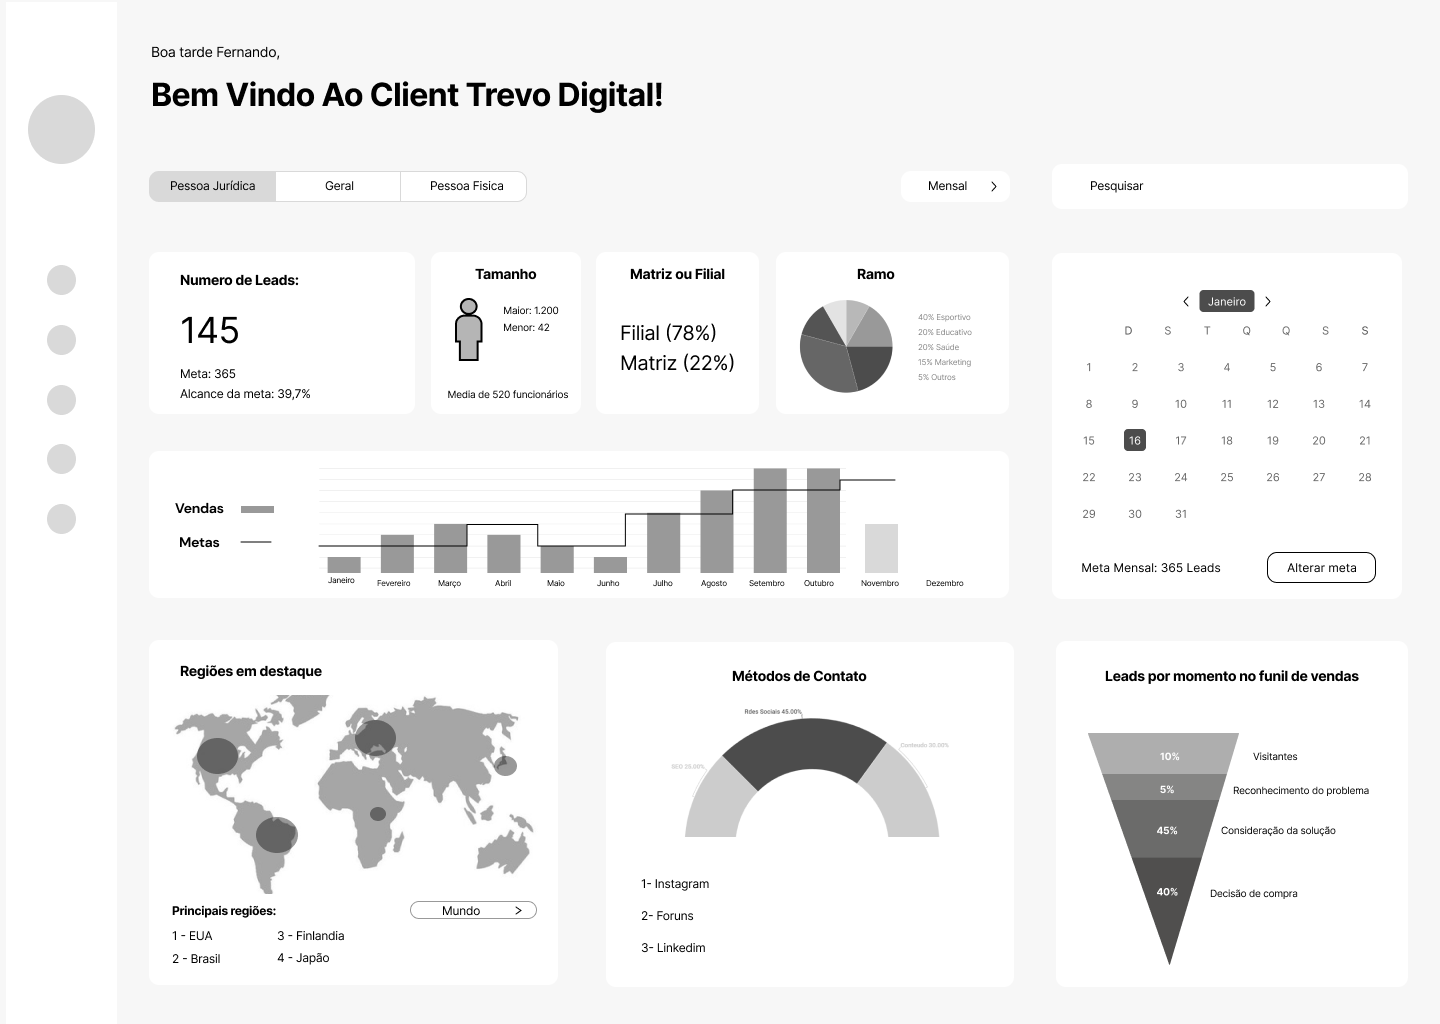 Boa tarde Fernando,
Bem Vindo Ao Client Trevo Digital!
Pessoa Jurídica
Geral
Pessoa Fisica
Mensal
Pesquisar
Numero de Leads:
145
Meta: 365
Alcance da meta: 39,7%
Tamanho
Maior: 1.200
Menor: 42
Media de 520 funcionários
Matriz ou Filial
Filial (78%)
Matriz (22%)
Ramo
40% Esportivo
20% Educativo
20% Saúde
15% Marketing
5% Outros
Janeiro
D S T Q Q S S
1 2 3 4 5 6 7
8 9 10 11 12 13 14
15 16 17 18 19 20 21
22 23 24 25 26 27 28
29 30 31
Meta Mensal: 365 Leads
Alterar meta
Vendas
Metas
Janeiro Fevereiro Março Abril Maio Junho Julho Agosto Setembro Outubro Novembro Dezembro
Regiões em destaque
Principais regiões:
Mundo
1 - EUA
3 - Finlandia
2 - Brasil
4 - Japão
Métodos de Contato
Rdes Sociais 45.00%
Conteudo 30.00%
SEO 25.00%
1- Instagram
2- Foruns
3- Linkedim
Leads por momento no funil de vendas
10% Visitantes
5% Reconhecimento do problema
45% Consideração da solução
40% Decisão de compra